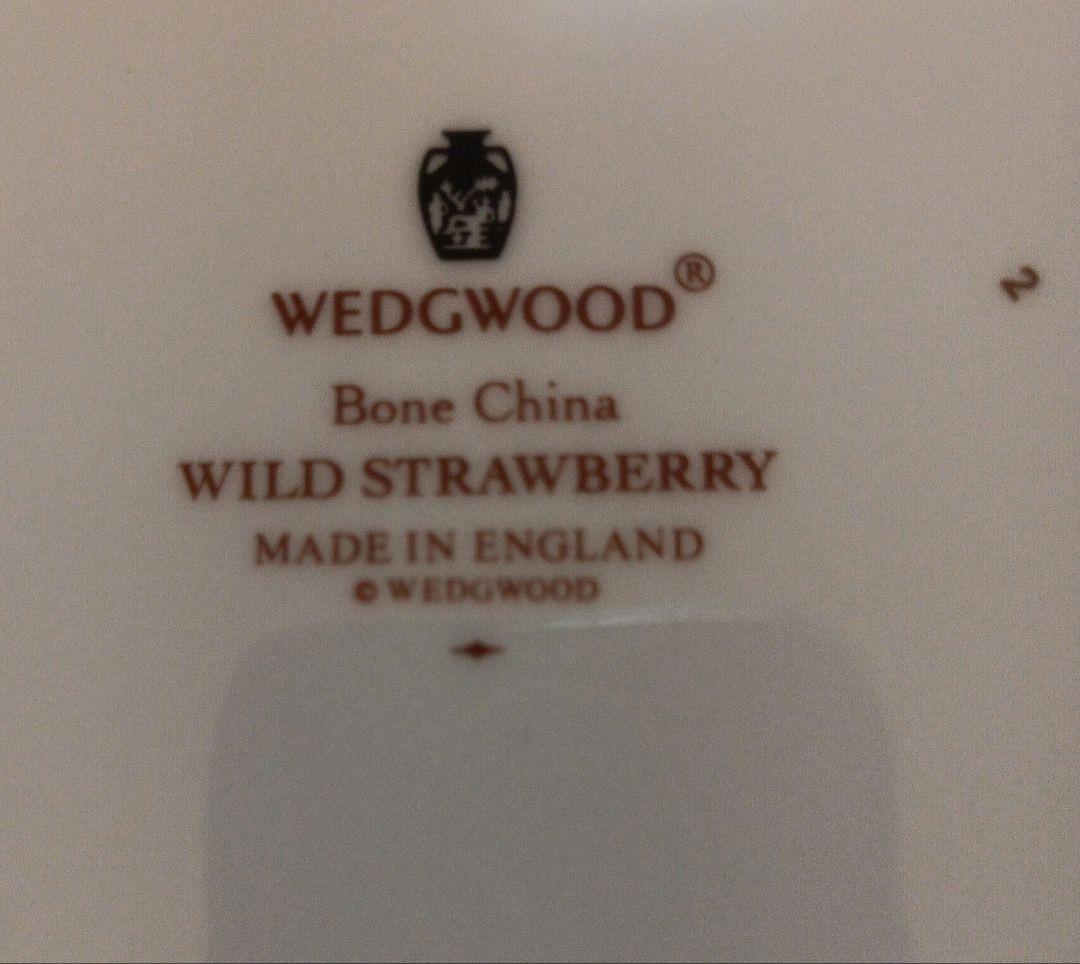 WEDGWOOD®
2
Bone China
WILD STRAWBERRY
MADE IN ENGLAND
© WEDGWOOD